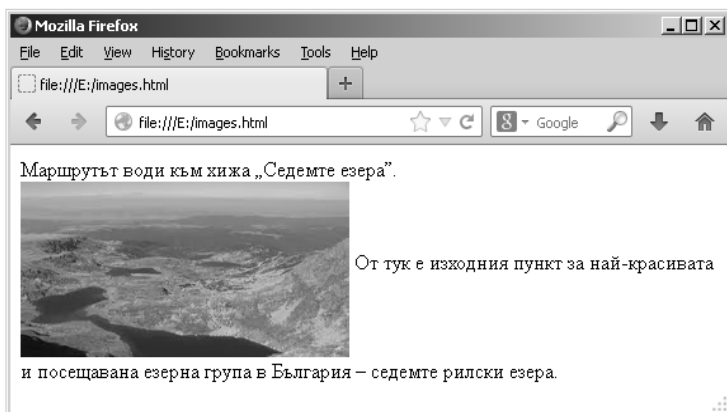 Mozilla Firefox
File Edit View History Bookmarks Tools Help
file:///E:/images.html
file:///E:/images.html
8 Google
Маршрутът води към хижа „Седемте езера”.
От тук е изходния пункт за най-красивата
и посещавана езерна група в България – седемте рилски езера.